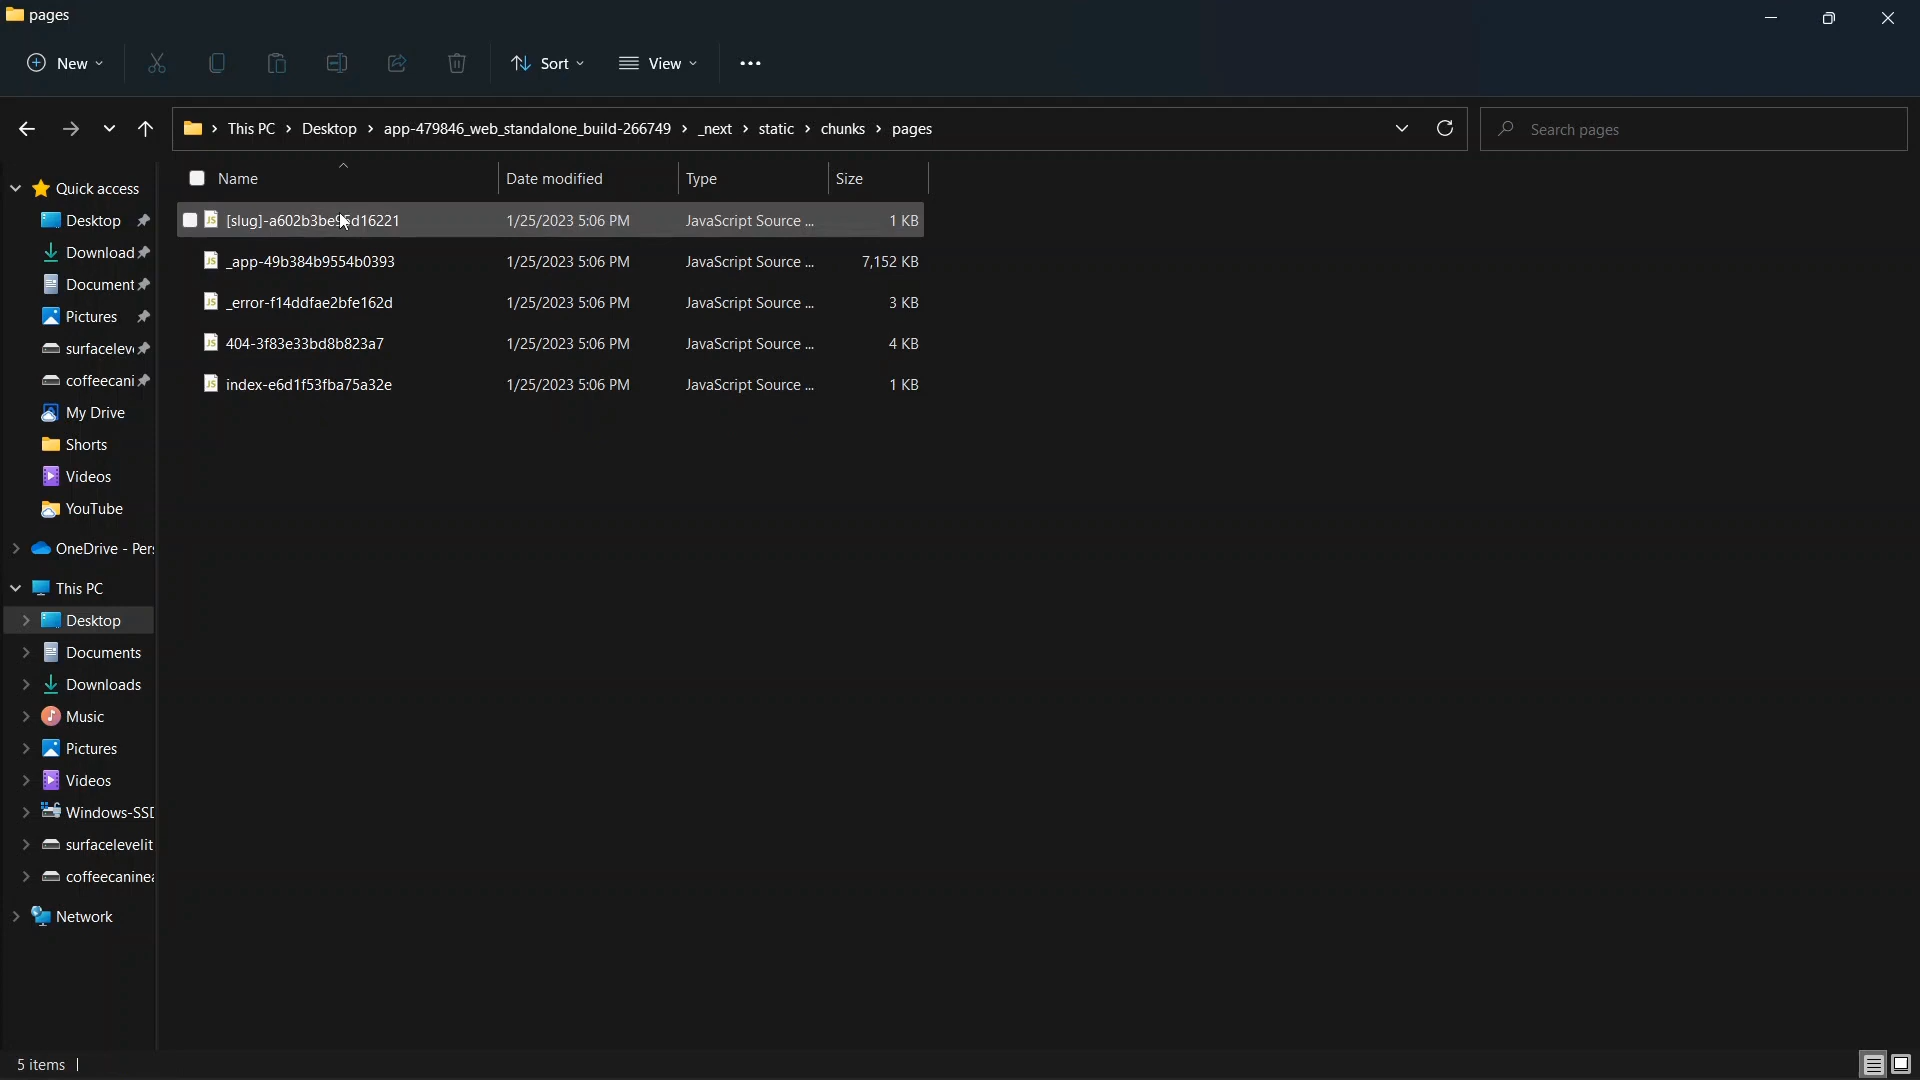 pages
New
Sort
View
This PC
Desktop
app-479846_web_standalone_build-266749
_next
static
chunks
pages
Search pages
Name
Date modified
Type
Size
[slug]-a602b3be 1/25/2023 5:06 PM JavaScript Source ... 1 KB
_app-49b384b9554b0393 1/25/2023 5:06 PM JavaScript Source ... 7,152 KB
_error-f14ddfae2bfe162d 1/25/2023 5:06 PM JavaScript Source ... 3 KB
404-3f83e33bd8b823a7 1/25/2023 5:06 PM JavaScript Source ... 4 KB
index-e6d1f53fba75a32e 1/25/2023 5:06 PM JavaScript Source ... 1 KB
Quick access
Desktop
Download
Document
Pictures
surfacelev
coffeecani
My Drive
Shorts
Videos
YouTube
OneDrive - Pers
This PC
Desktop
Documents
Downloads
Music
Pictures
Videos
Windows-SSD
surfacelevelit
coffeecanine
Network
5 items